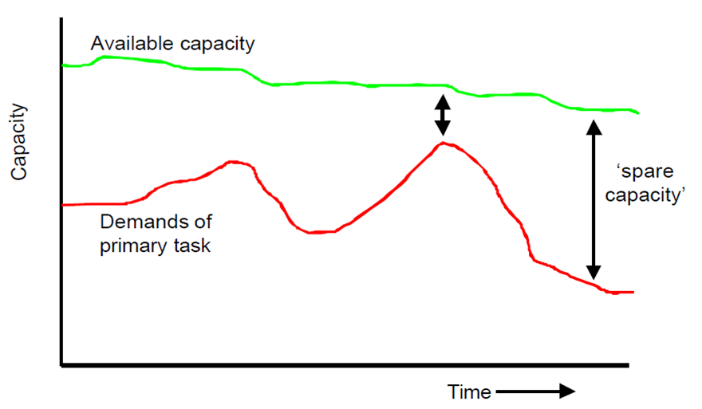 Available capacity
Capacity
Demands of
primary task
‘spare
capacity’
Time